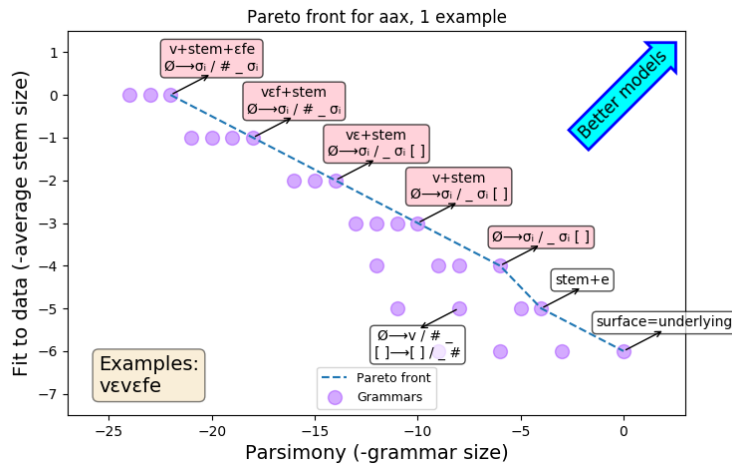 Pareto front for aax, 1 example
Better models
v+stem+εfe
Ø⟶σᵢ / # _ σᵢ
vεf+stem
Ø⟶σᵢ / # _ σᵢ
vε+stem
Ø⟶σᵢ / _ σᵢ [ ]
v+stem
Ø⟶σᵢ / _ σᵢ [ ]
Ø⟶σᵢ / _ σᵢ [ ]
stem+e
surface=underlying
Ø⟶v / # _
[ ]⟶[ ] / _ #
Examples:
vεvεfe
Pareto front
Grammars
1
0
−1
−2
−3
−4
−5
−6
−7
Fit to data (-average stem size)
−25
−20
−15
−10
−5
0
Parsimony (-grammar size)